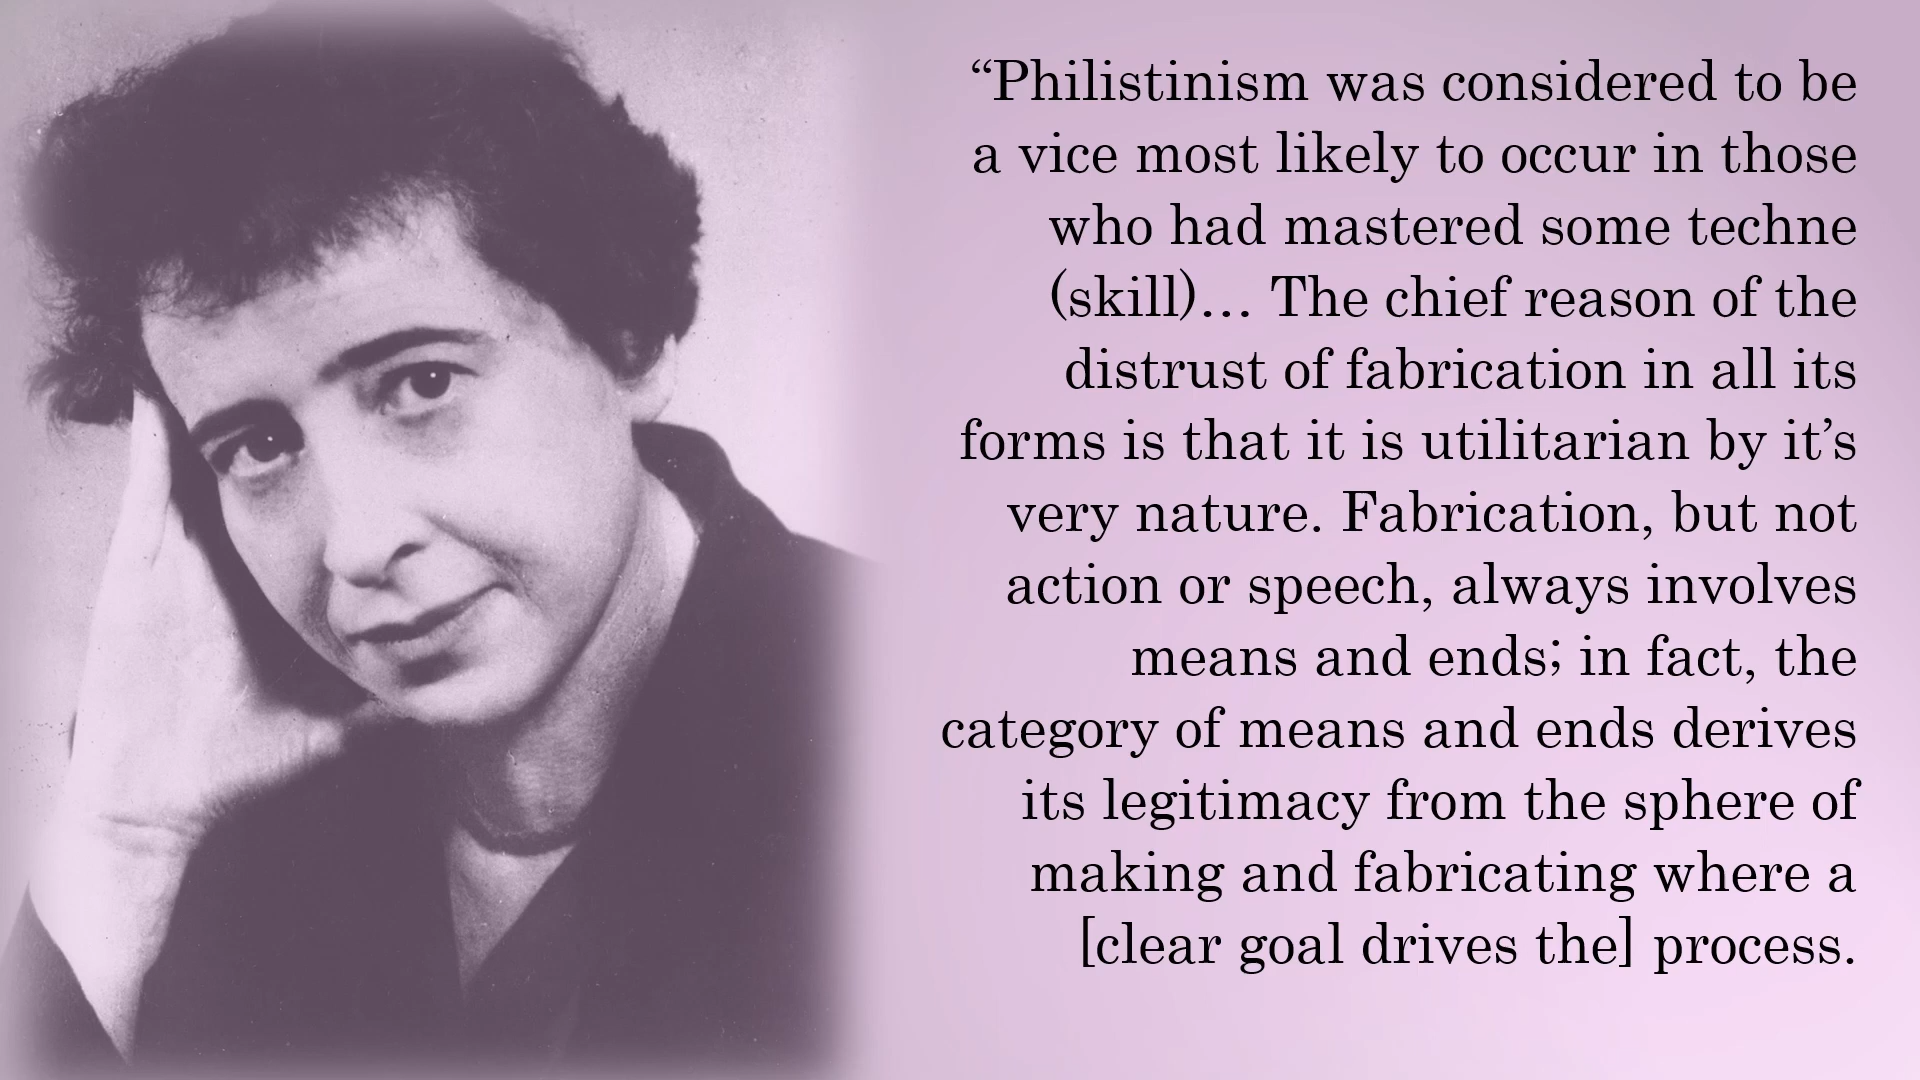 “Philistinism was considered to be
a vice most likely to occur in those
who had mastered some techne
(skill)… The chief reason of the
distrust of fabrication in all its
forms is that it is utilitarian by it’s
very nature. Fabrication, but not
action or speech, always involves
means and ends; in fact, the
category of means and ends derives
its legitimacy from the sphere of
making and fabricating where a
[clear goal drives the] process.